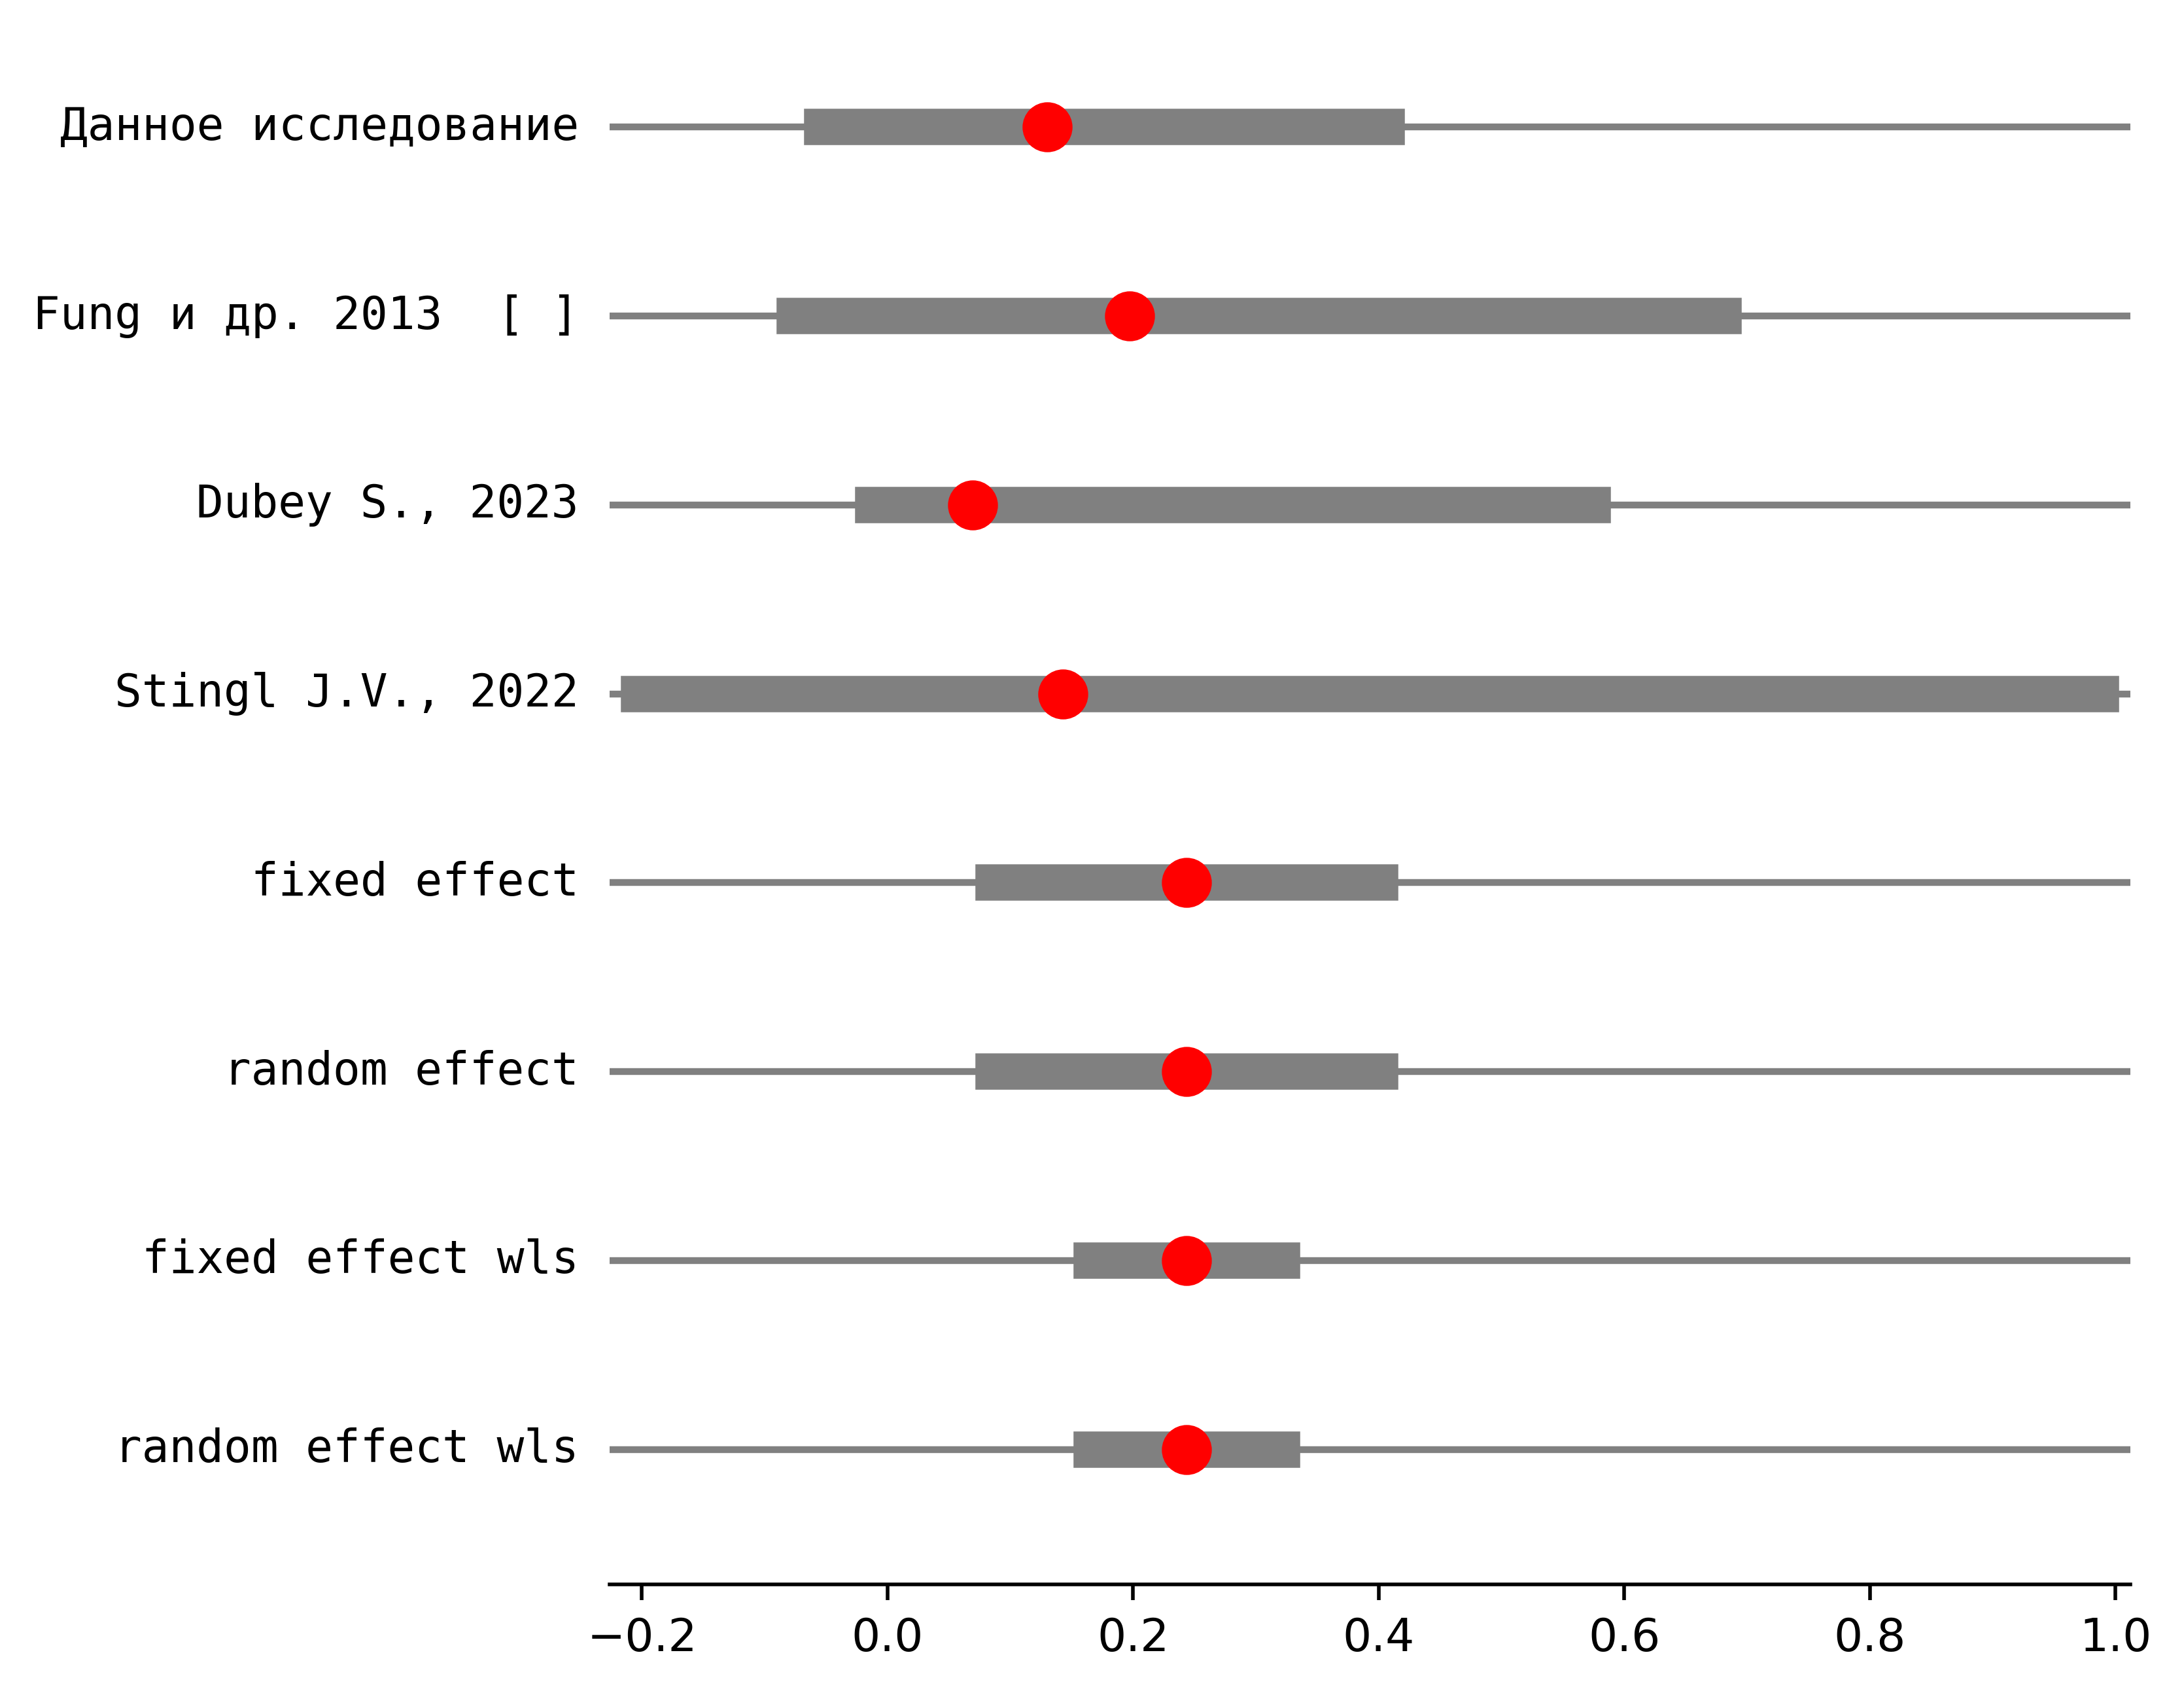 Данное исследование
Fung и др. 2013  [ ]
Dubey S., 2023
Stingl J.V., 2022
fixed effect
random effect
fixed effect wls
random effect wls
−0.2 0.0 0.2 0.4 0.6 0.8 1.0